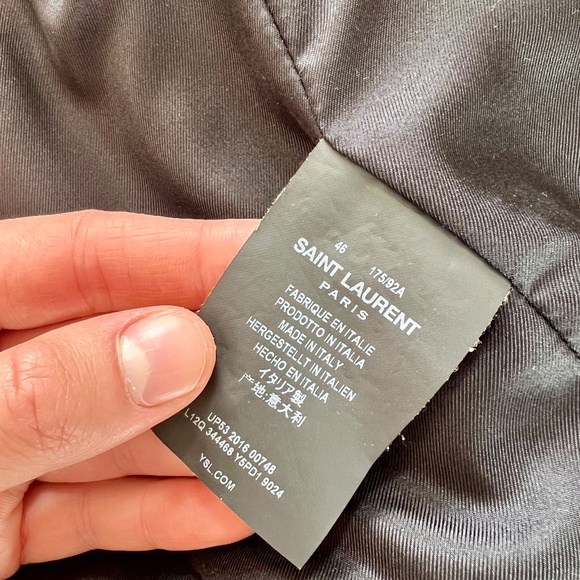 46 175/92A
SAINT LAURENT
PARIS
FABRIQUE EN ITALIE
PRODOTTO IN ITALIA
MADE IN ITALY
HERGESTELLT IN ITALIEN
HECHO EN ITALIA
イタリア製
地:意大利
UP53 2016 00748
L12Q 344468 Y5PD1 9024
YSL.COM